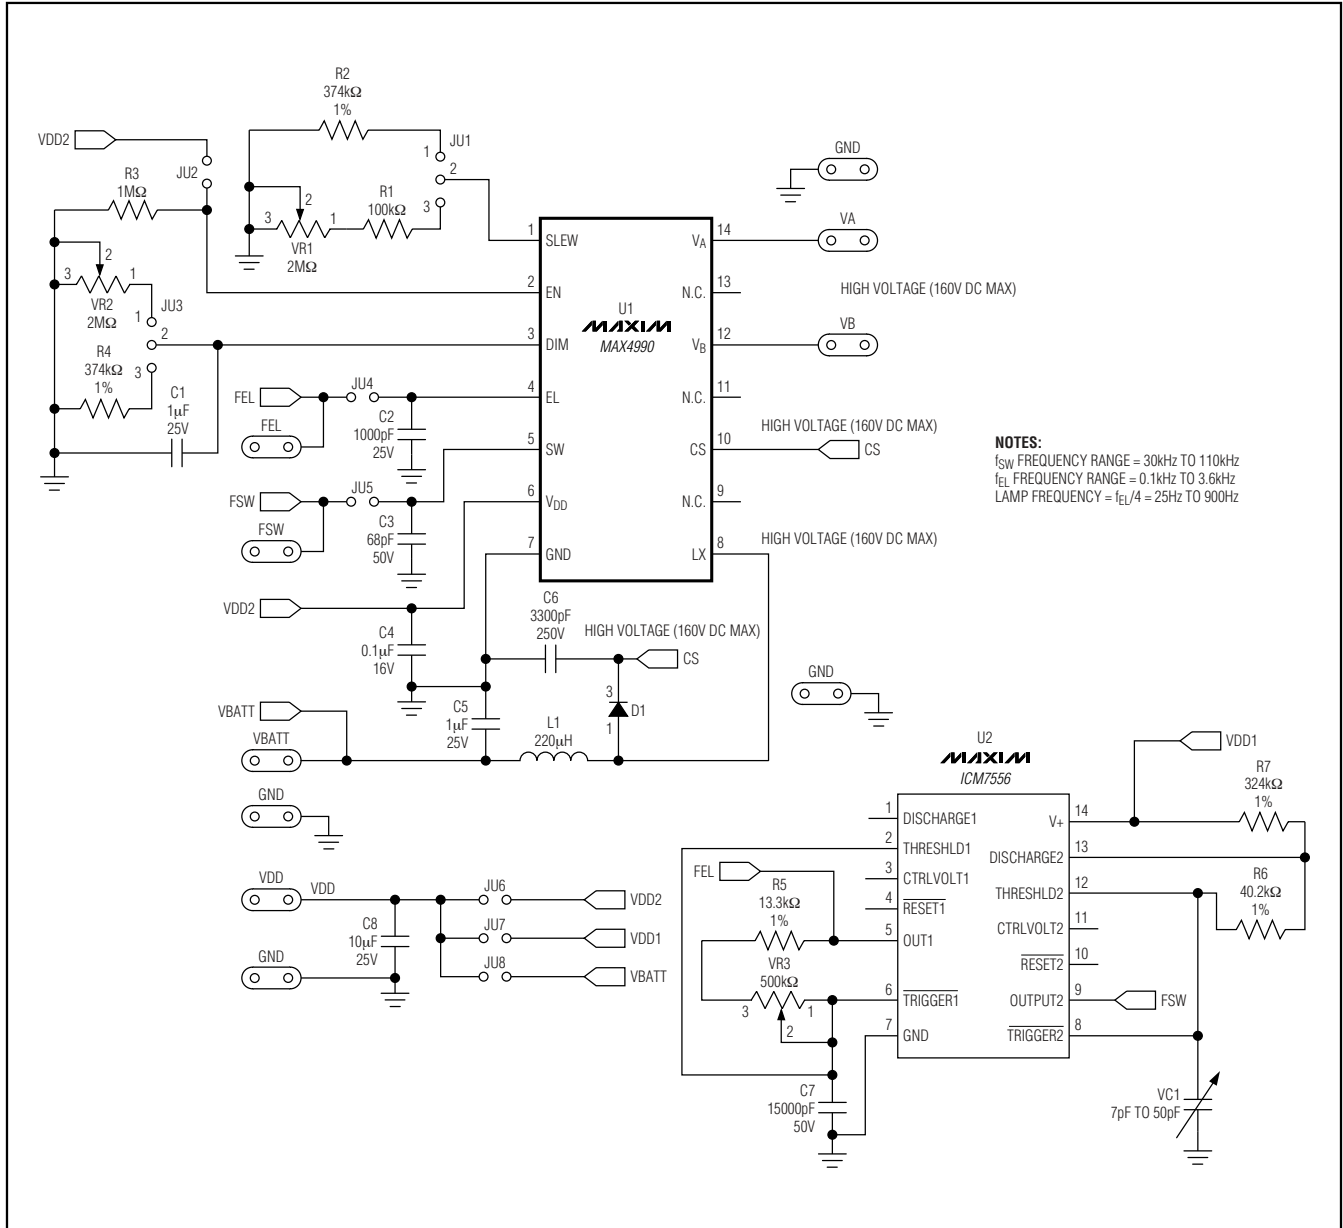 R2
374kΩ
1%
VDD2
JU2
R3
1MΩ
JU1
1
2
3
2
3
1
VR1
2MΩ
R1
100kΩ
2
3
1
VR2
2MΩ
JU3
1
2
3
R4
374kΩ
1%
C1
1µF
25V
FEL
FEL
JU4
C2
1000pF
25V
FSW
FSW
JU5
C3
68pF
50V
VDD2
C4
0.1µF
16V
1
SLEW
2
EN
3
DIM
4
EL
5
SW
6
VDD
7
GND
U1
MAXIM
MAX4990
14
VA
13
N.C.
12
VB
11
N.C.
10
CS
9
N.C.
8
LX
GND
VA
HIGH VOLTAGE (160V DC MAX)
VB
HIGH VOLTAGE (160V DC MAX)
CS
HIGH VOLTAGE (160V DC MAX)
NOTES:
fSW FREQUENCY RANGE = 30kHz TO 110kHz
fEL FREQUENCY RANGE = 0.1kHz TO 3.6kHz
LAMP FREQUENCY = fEL/4 = 25Hz TO 900Hz
C6
3300pF
250V
HIGH VOLTAGE (160V DC MAX)
CS
3
D1
1
C5
1µF
25V
L1
220µH
VBATT
VBATT
GND
GND
VDD
VDD
GND
C8
10µF
25V
JU6
VDD2
JU7
VDD1
JU8
VBATT
U2
MAXIM
ICM7556
1
DISCHARGE1
2
THRESHLD1
3
CTRLVOLT1
4
RESET1
5
OUT1
6
TRIGGER1
7
GND
14
V+
13
DISCHARGE2
12
THRESHLD2
11
CTRLVOLT2
10
RESET2
9
OUTPUT2
8
TRIGGER2
FEL
R5
13.3kΩ
1%
VR3
500kΩ
3
1
2
C7
15000pF
50V
VDD1
R7
324kΩ
1%
R6
40.2kΩ
1%
FSW
VC1
7pF TO 50pF